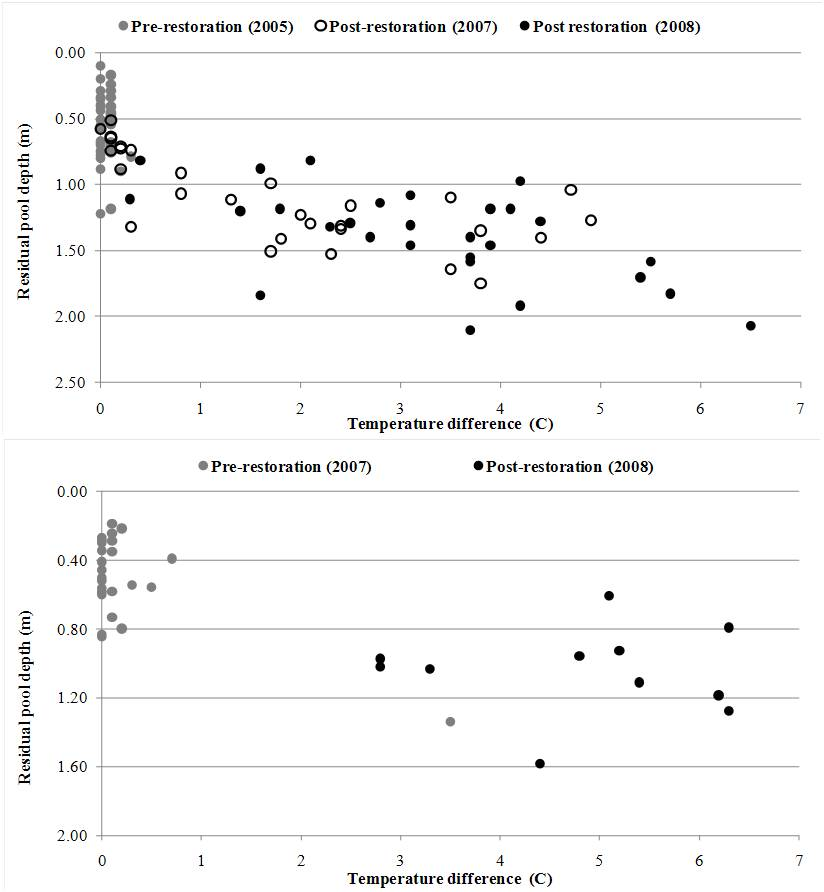 Pre-restoration (2005) Post-restoration (2007) Post restoration (2008)
0.00
0.50
1.00
1.50
2.00
2.50
Residual pool depth (m)
0 1 2 3 4 5 6 7
Temperature difference (C)
Pre-restoration (2007) Post-restoration (2008)
0.00
0.40
0.80
1.20
1.60
2.00
Residual pool depth (m)
0 1 2 3 4 5 6 7
Temperature difference (C)